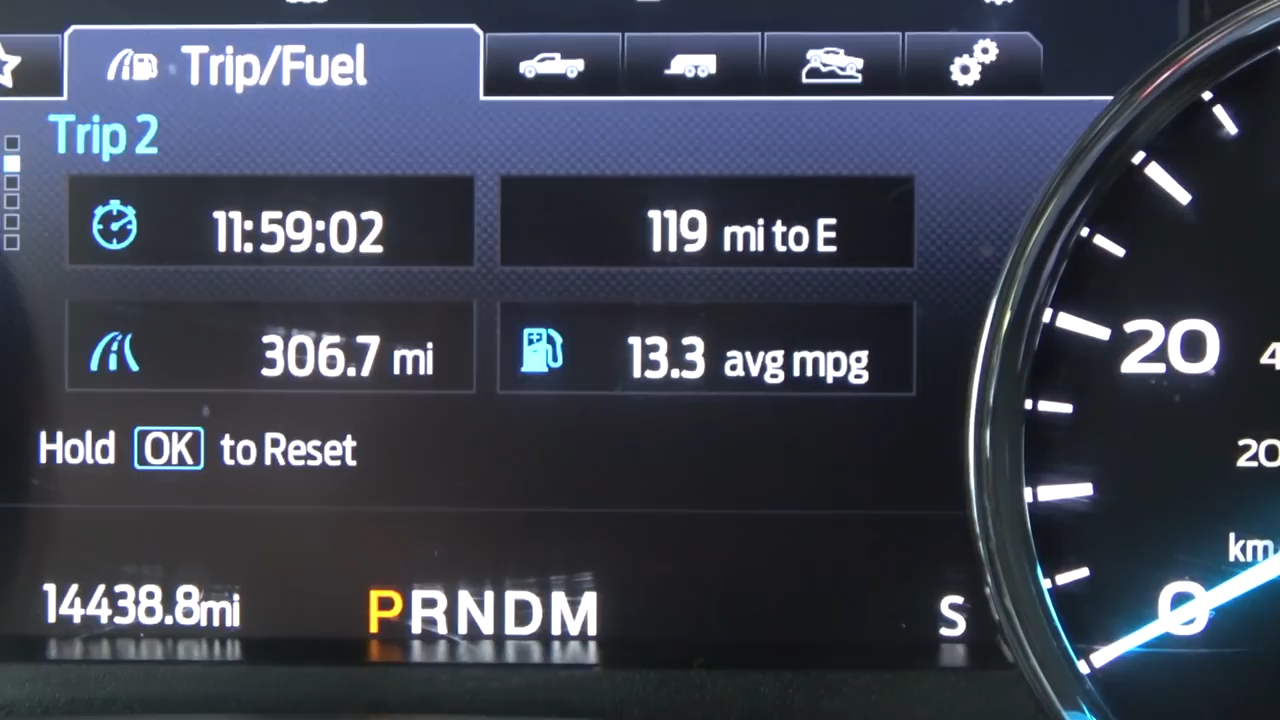 Trip/Fuel
Trip 2
11:59:02
119 mi to E
306.7 mi
13.3 avg mpg
Hold OK to Reset
14438.8mi
PRNDM
S
20
20
km
0